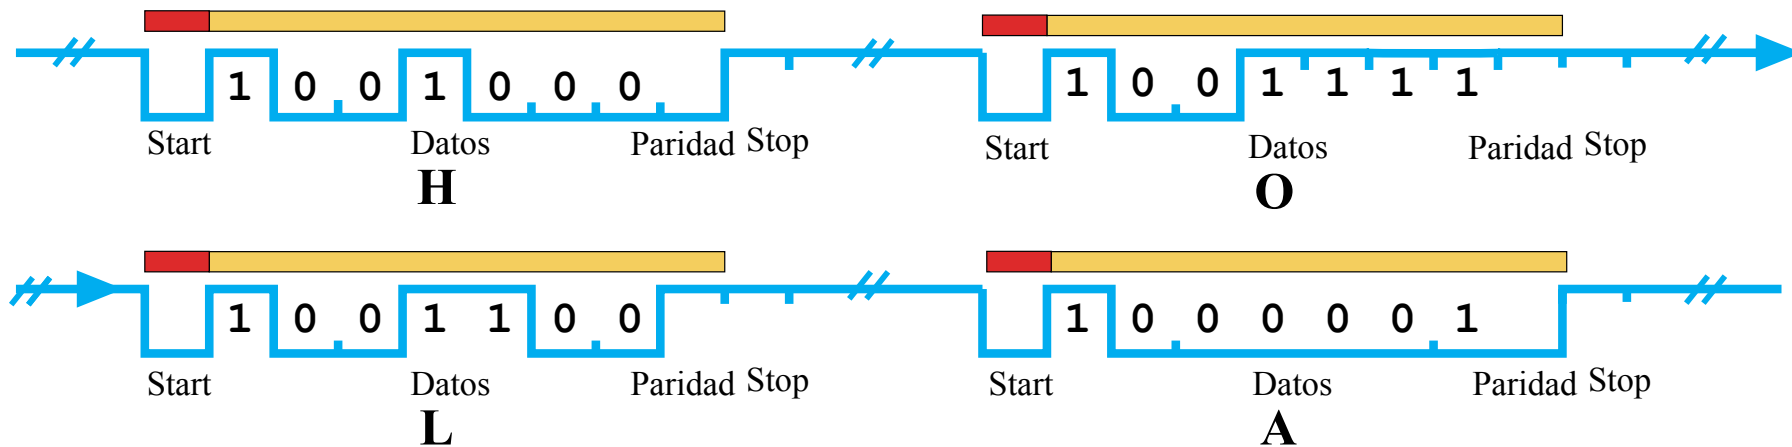 1 0 0 1 0 0 0
Start Datos Paridad Stop
H
1 0 0 1 1 1 1
Start Datos Paridad Stop
O
1 0 0 1 1 0 0
Start Datos Paridad Stop
L
1 0 0 0 0 0 1
Start Datos Paridad Stop
A